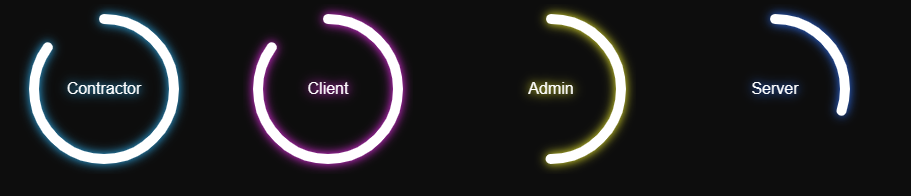 Contractor
Client
Admin
Server